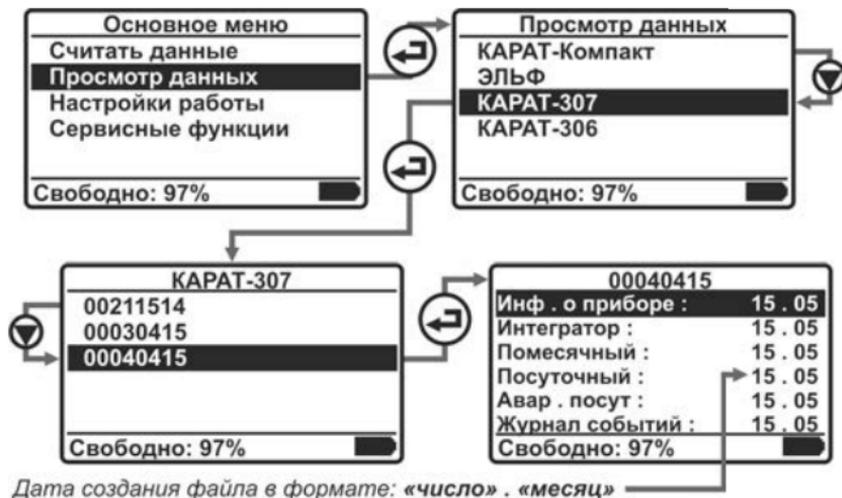 Основное меню
Считать данные
Просмотр данных
Настройки работы
Сервисные функции
Свободно: 97%
Просмотр данных
КАРАТ-Компакт
ЭЛЬФ
КАРАТ-307
КАРАТ-306
Свободно: 97%
КАРАТ-307
00211514
00030415
00040415
Свободно: 97%
00040415
Инф . о приборе : 15 . 05
Интегратор : 15 . 05
Помесячный : 15 . 05
Посуточный : 15 . 05
Авар . посут : 15 . 05
Журнал событий : 15 . 05
Свободно: 97%
Дата создания файла в формате: «число» . «месяц»